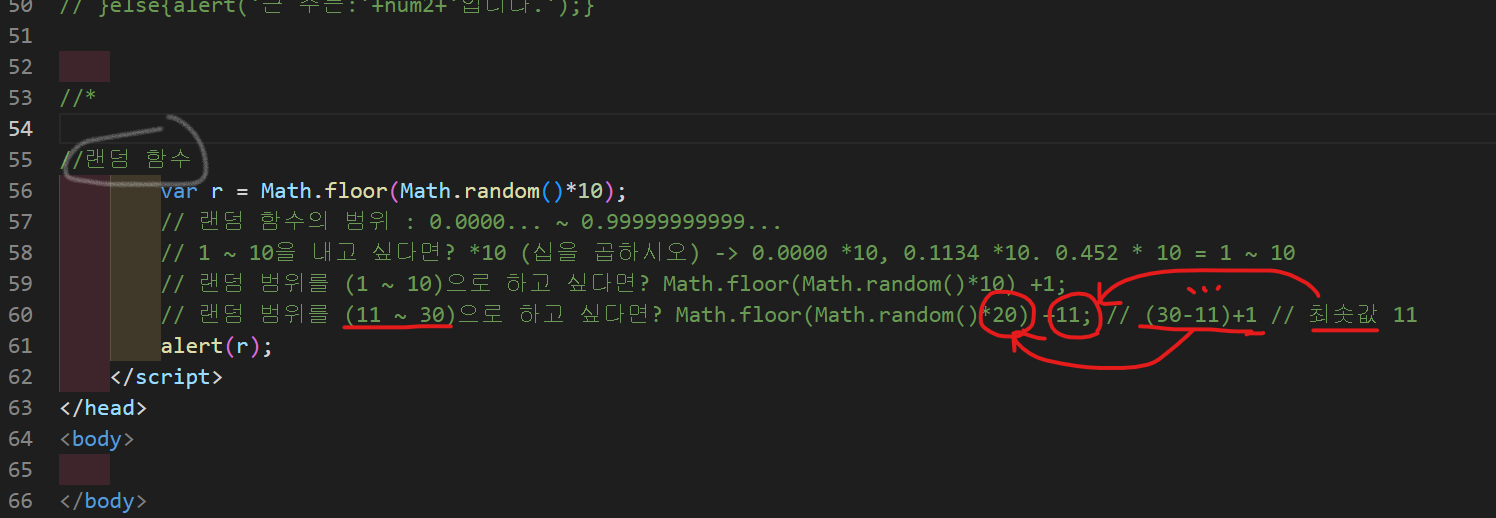 50 // }else{alert('큰 수는:'+num2+'입니다.');}
51
52
53 //*
54
55 //랜덤 함수
56 var r = Math.floor(Math.random()*10);
57 // 랜덤 함수의 범위 : 0.0000... ~ 0.99999999999...
58 // 1 ~ 10을 내고 싶다면? *10 (십을 곱하시오) -> 0.0000 *10, 0.1134 *10. 0.452 * 10 = 1 ~ 10
59 // 랜덤 범위를 (1 ~ 10)으로 하고 싶다면? Math.floor(Math.random()*10) +1;
60 // 랜덤 범위를 (11 ~ 30)으로 하고 싶다면? Math.floor(Math.random()*20) +11; // (30-11)+1 // 최솟값 11
61 alert(r);
62 </script>
63 </head>
64 <body>
65
66 </body>